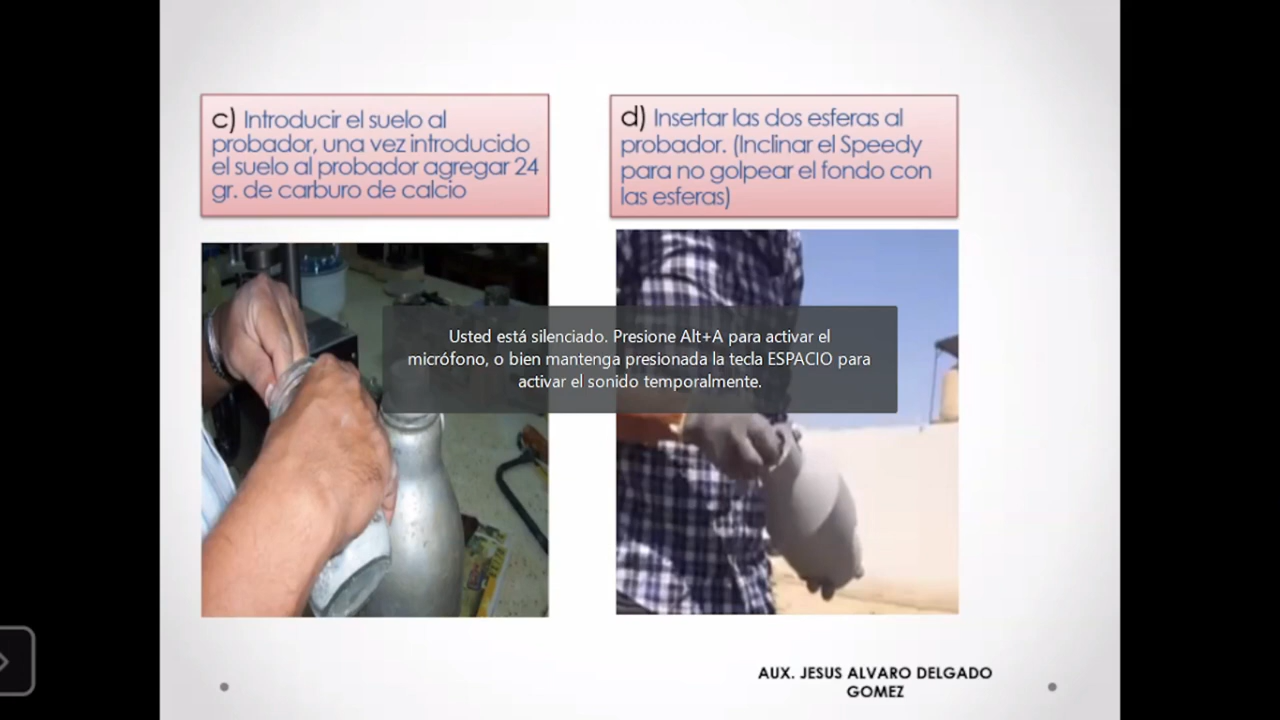 c) Introducir el suelo al
probador, una vez introducido
el suelo al probador agregar 24
gr. de carburo de calcio
d) Insertar las dos esferas al
probador. (Inclinar el Speedy
para no golpear el fondo con
las esferas)
Usted está silenciado. Presione Alt+A para activar el
micrófono, o bien mantenga presionada la tecla ESPACIO para
activar el sonido temporalmente.
AUX. JESUS ALVARO DELGADO
GOMEZ